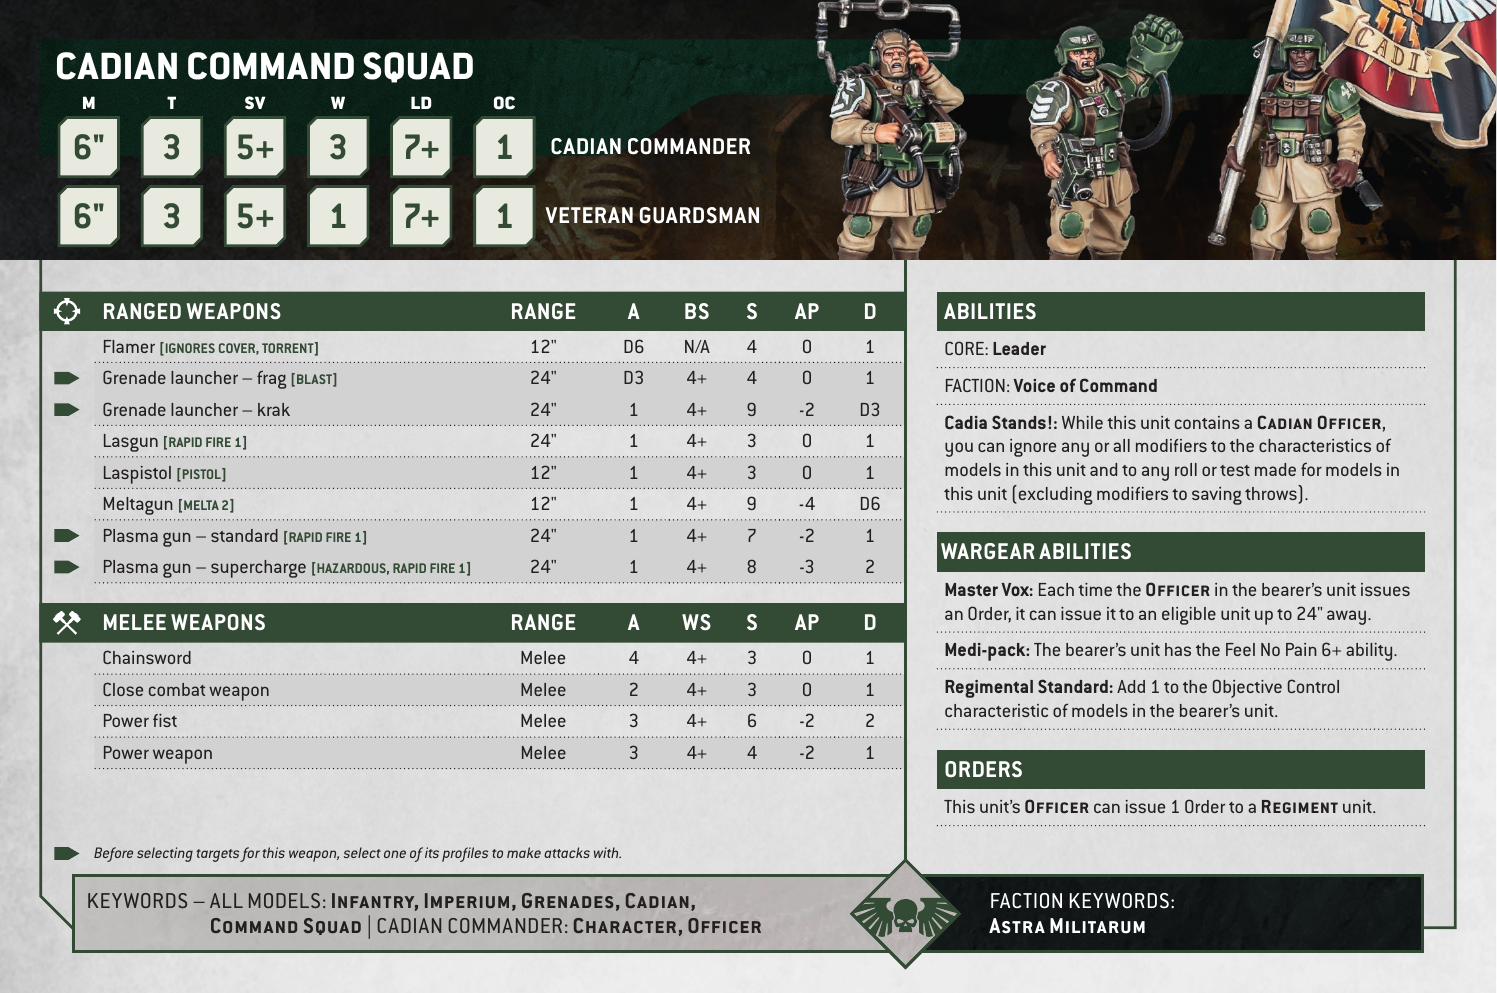 CADIAN COMMAND SQUAD
M T SV W LD OC
6" 3 5+ 3 7+ 1 CADIAN COMMANDER
6" 3 5+ 1 7+ 1 VETERAN GUARDSMAN
CADI
RANGED WEAPONS RANGE A BS S AP D
Flamer [IGNORES COVER, TORRENT] 12" D6 N/A 4 0 1
Grenade launcher – frag [BLAST] 24" D3 4+ 4 0 1
Grenade launcher – krak 24" 1 4+ 9 -2 D3
Lasgun [RAPID FIRE 1] 24" 1 4+ 3 0 1
Laspistol [PISTOL] 12" 1 4+ 3 0 1
Meltagun [MELTA 2] 12" 1 4+ 9 -4 D6
Plasma gun – standard [RAPID FIRE 1] 24" 1 4+ 7 -2 1
Plasma gun – supercharge [HAZARDOUS, RAPID FIRE 1] 24" 1 4+ 8 -3 2
MELEE WEAPONS RANGE A WS S AP D
Chainsword Melee 4 4+ 3 0 1
Close combat weapon Melee 2 4+ 3 0 1
Power fist Melee 3 4+ 6 -2 2
Power weapon Melee 3 4+ 4 -2 1
Before selecting targets for this weapon, select one of its profiles to make attacks with.
ABILITIES
CORE: Leader
FACTION: Voice of Command
Cadia Stands!: While this unit contains a CADIAN OFFICER,
you can ignore any or all modifiers to the characteristics of
models in this unit and to any roll or test made for models in
this unit (excluding modifiers to saving throws).
WARGEAR ABILITIES
Master Vox: Each time the OFFICER in the bearer's unit issues
an Order, it can issue it to an eligible unit up to 24" away.
Medi-pack: The bearer's unit has the Feel No Pain 6+ ability.
Regimental Standard: Add 1 to the Objective Control
characteristic of models in the bearer's unit.
ORDERS
This unit's OFFICER can issue 1 Order to a REGIMENT unit.
KEYWORDS – ALL MODELS: INFANTRY, IMPERIUM, GRENADES, CADIAN,
COMMAND SQUAD | CADIAN COMMANDER: CHARACTER, OFFICER
FACTION KEYWORDS:
ASTRA MILITARUM